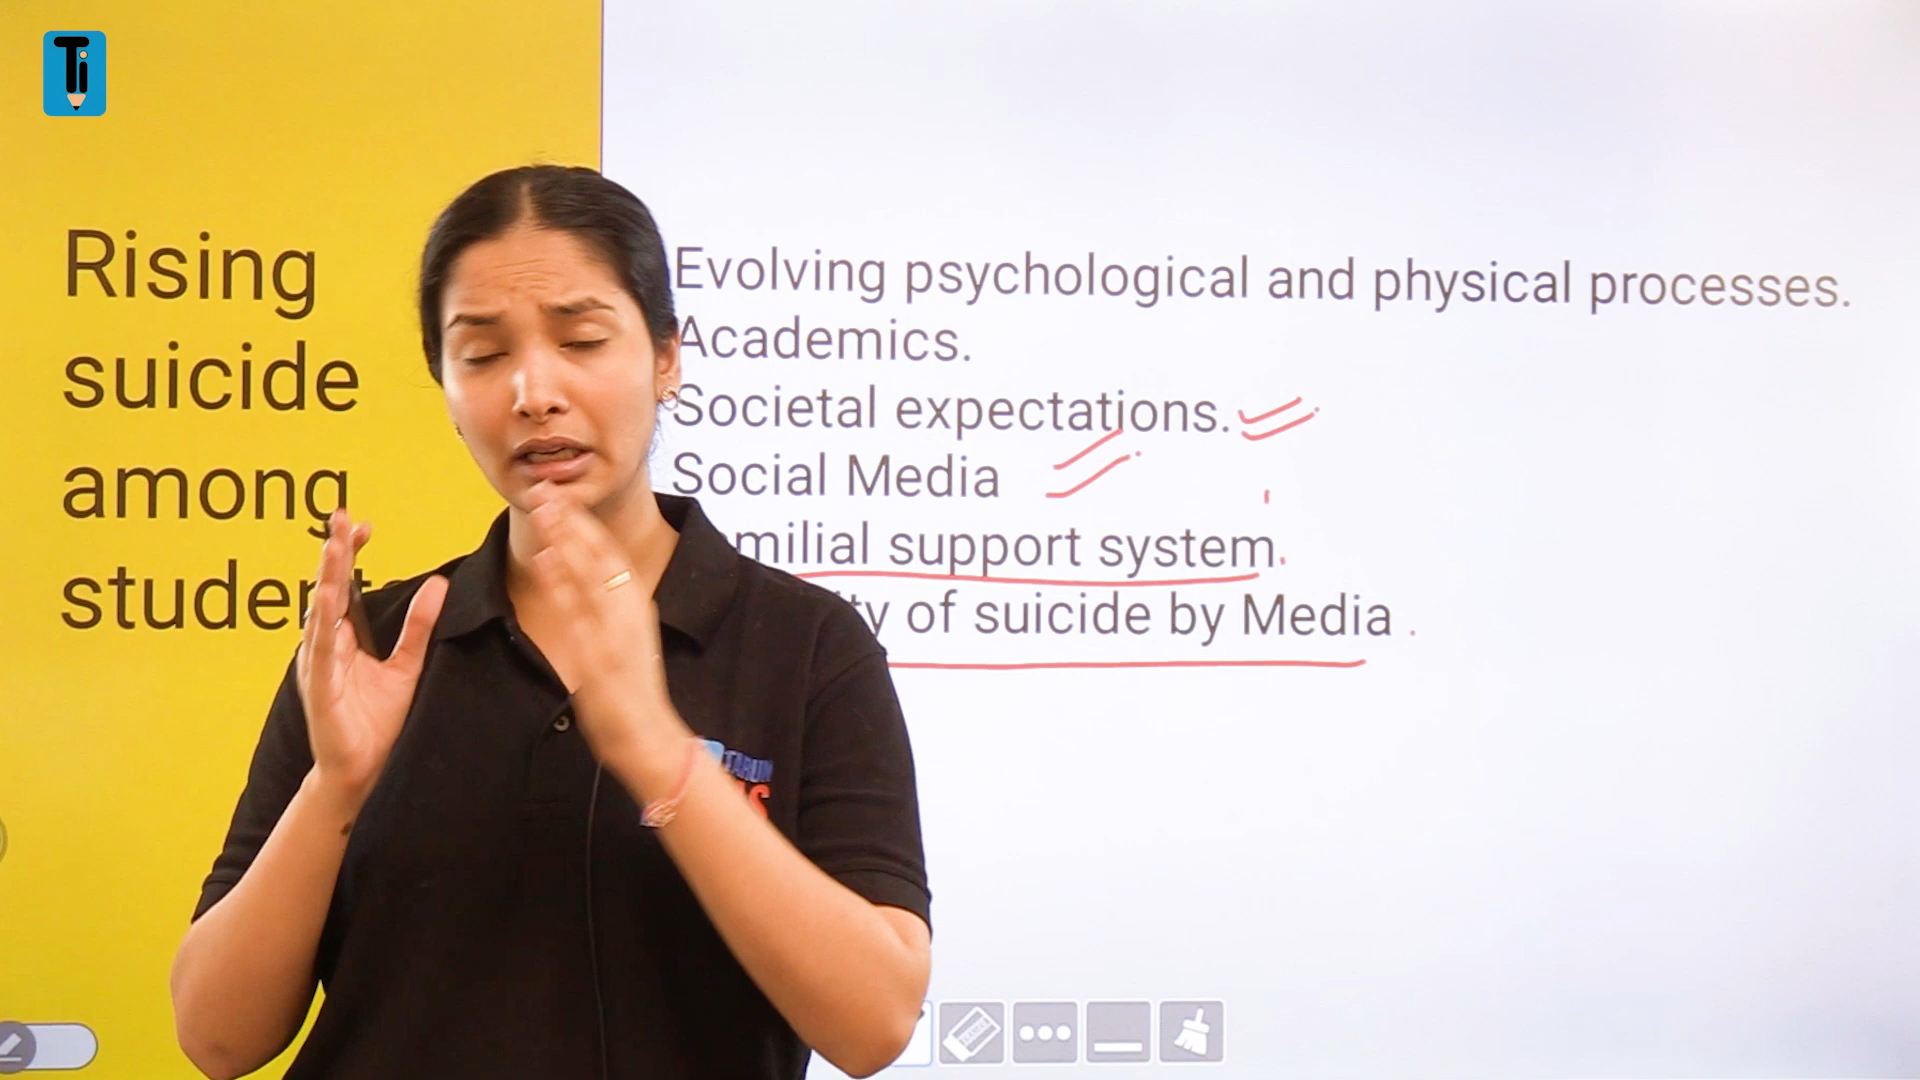 Ti
Rising
suicide
among
Evolving psychological and physical processes.
Academics.
Societal expectations.
Social Media
support system.
of suicide by Media .
TARUN